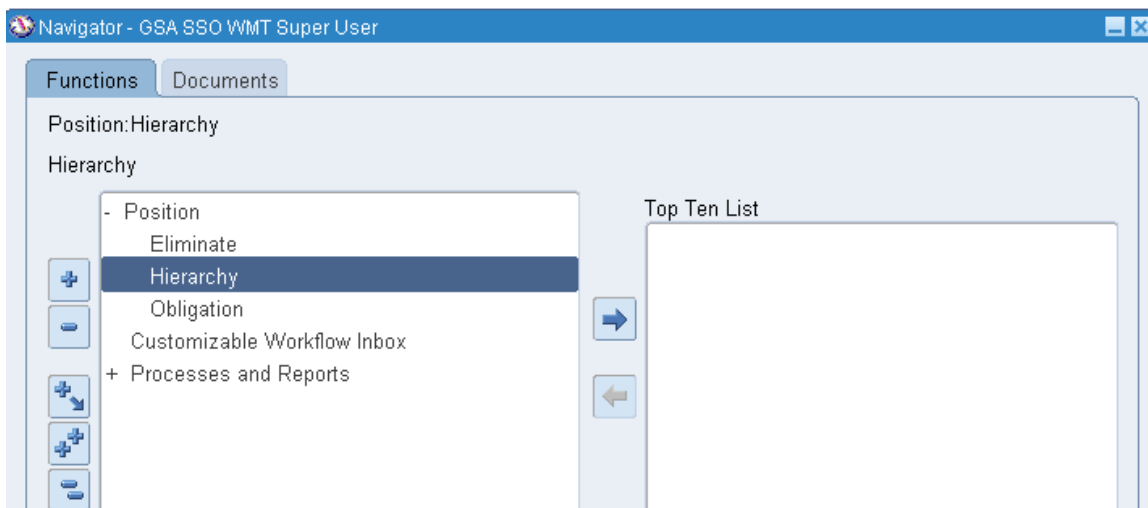 Navigator - GSA SSO WMT Super User
Functions Documents
Position:Hierarchy
Hierarchy
Top Ten List
- Position
Eliminate
Hierarchy
Obligation
Customizable Workflow Inbox
+ Processes and Reports